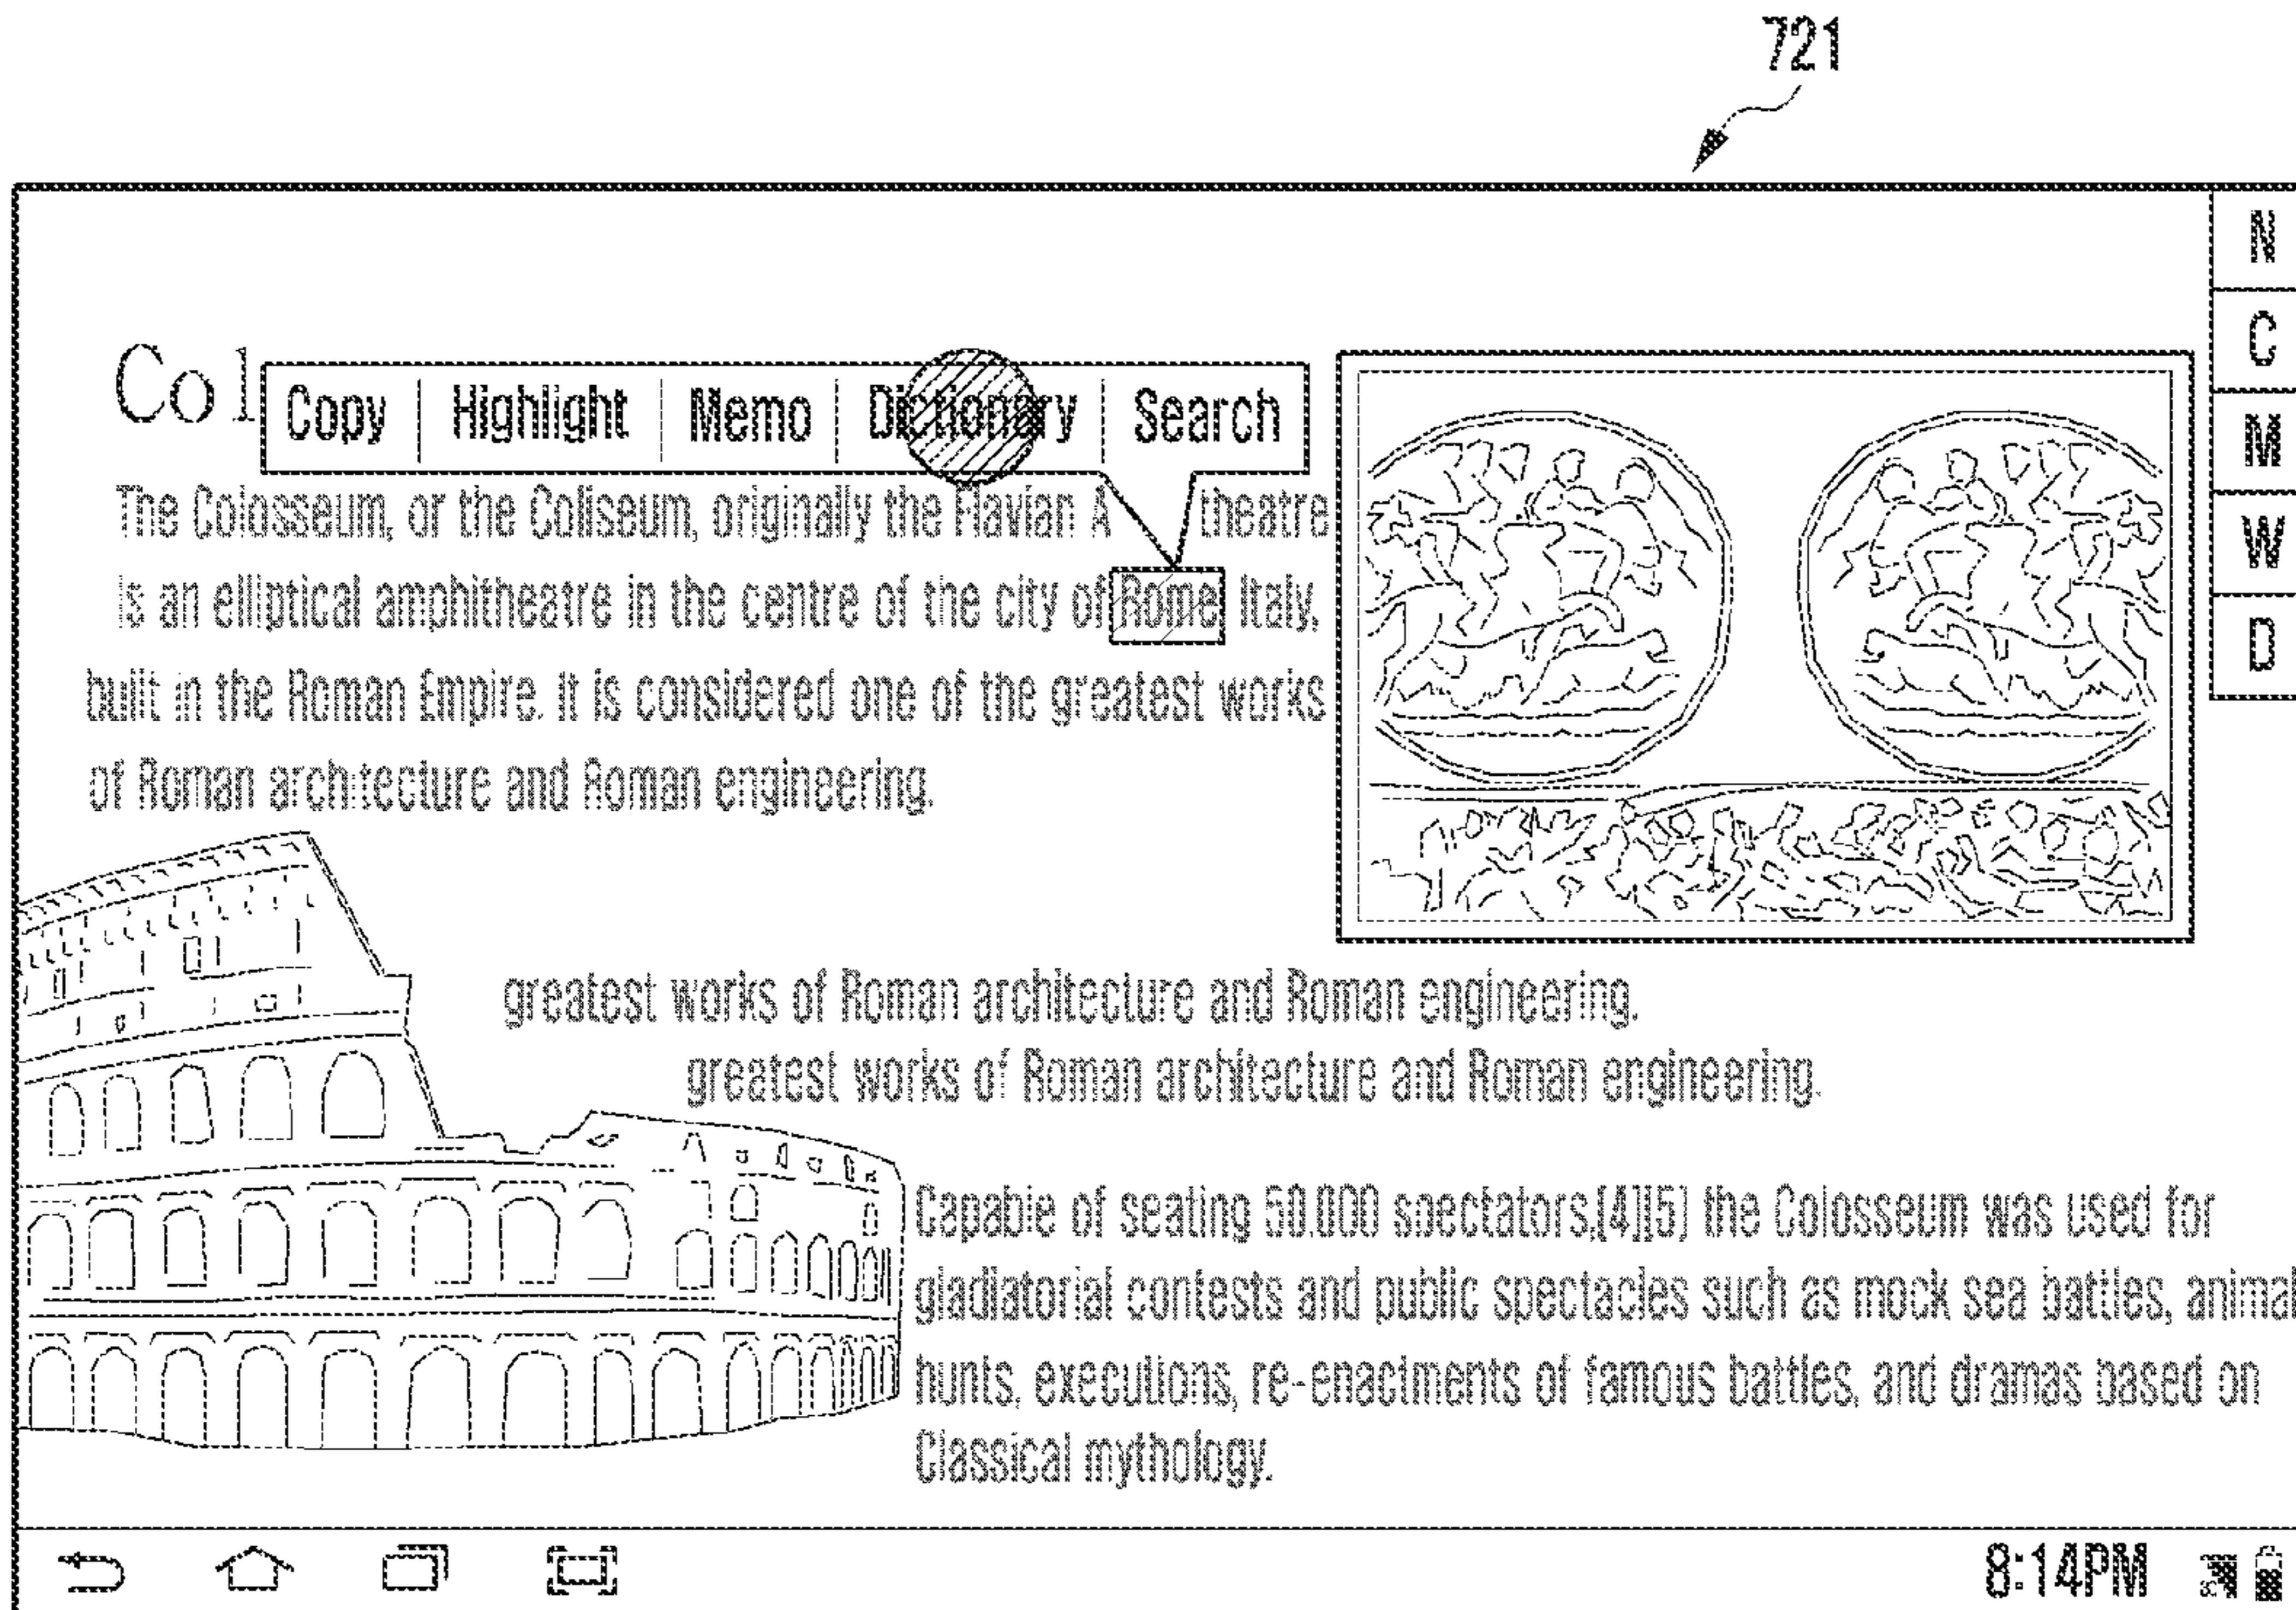 721
N
C
M
W
D
Col
Copy Highlight Memo Dictionary Search
The Colosseum, or the Coliseum, originally the Flavian A theatre
is an elliptical amphitheatre in the centre of the city of Rome Italy,
built in the Roman Empire. It is considered one of the greatest works
of Roman architecture and Roman engineering.
greatest works of Roman architecture and Roman engineering.
greatest works of Roman architecture and Roman engineering.
Capable of seating 50,000 spectators,[4][5] the Colosseum was used for
gladiatorial contests and public spectacles such as mock sea battles, animal
hunts, executions, re-enactments of famous battles, and dramas based on
Classical mythology.
8:14PM